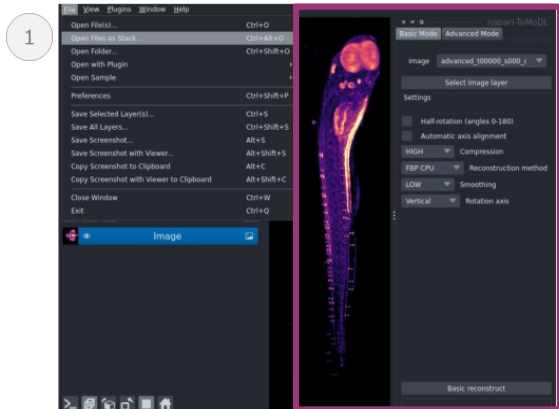 1
File View Plugins Window Help
Open File(s)... Ctrl+O
Open Files as Stack... Ctrl+Alt+O
Open Folder... Ctrl+Shift+O
Open with Plugin
Open Sample
Preferences Ctrl+Shift+P
Save Selected Layer(s)... Ctrl+S
Save All Layers... Ctrl+Shift+S
Save Screenshot... Alt+S
Save Screenshot with Viewer... Alt+Shift+S
Copy Screenshot to Clipboard Alt+C
Copy Screenshot with Viewer to Clipboard Alt+Shift+C
Close Window Ctrl+W
Exit Ctrl+Q
Image
napari-ToMoDL
Basic Mode Advanced Mode
image advanced_t00000_s000_c
Select image layer
Settings
Half-rotation (angles 0-180)
Automatic axis alignment
HIGH Compression
FBP CPU Reconstruction method
LOW Smoothing
Vertical Rotation axis
Basic reconstruct